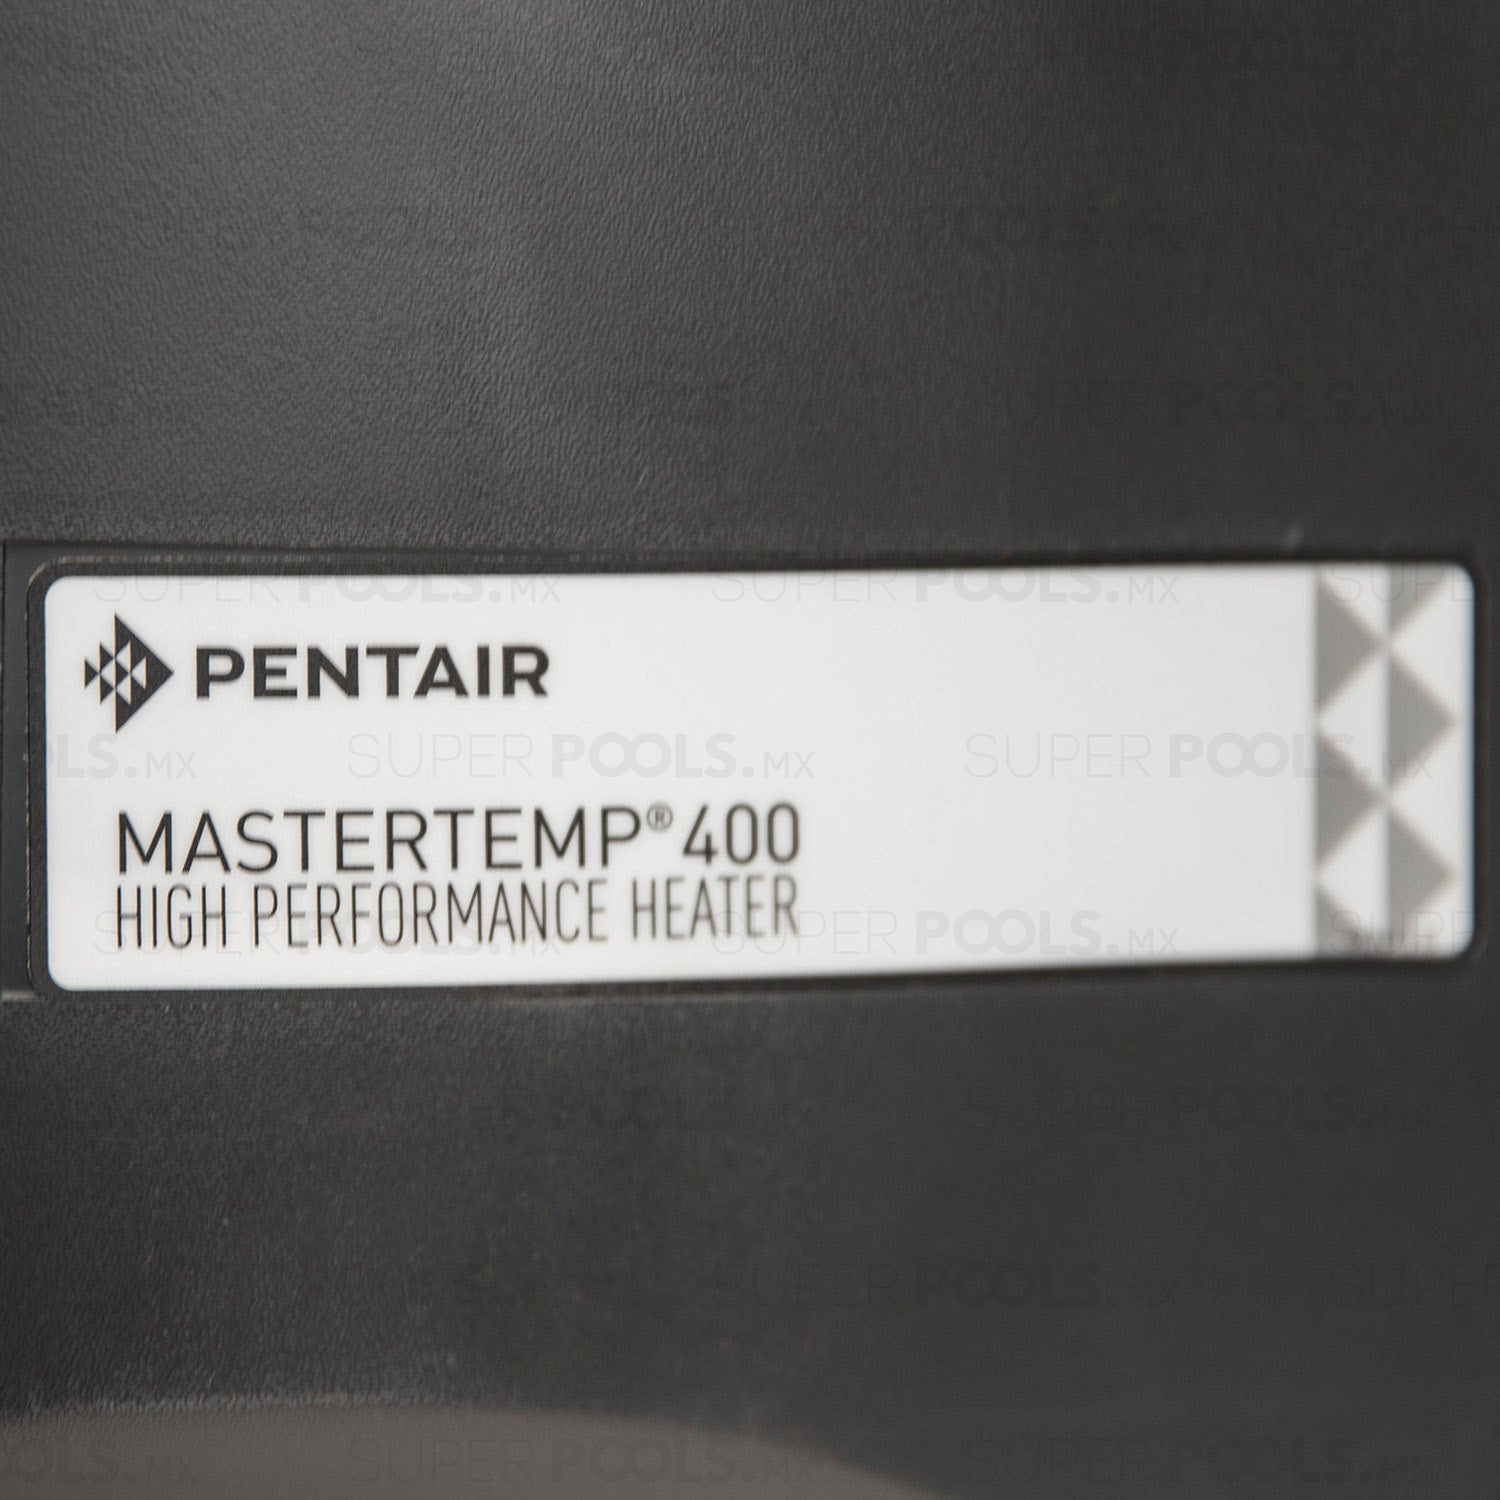 PENTAIR
MASTERTEMP® 400
HIGH PERFORMANCE HEATER
SUPER POOLS.MX